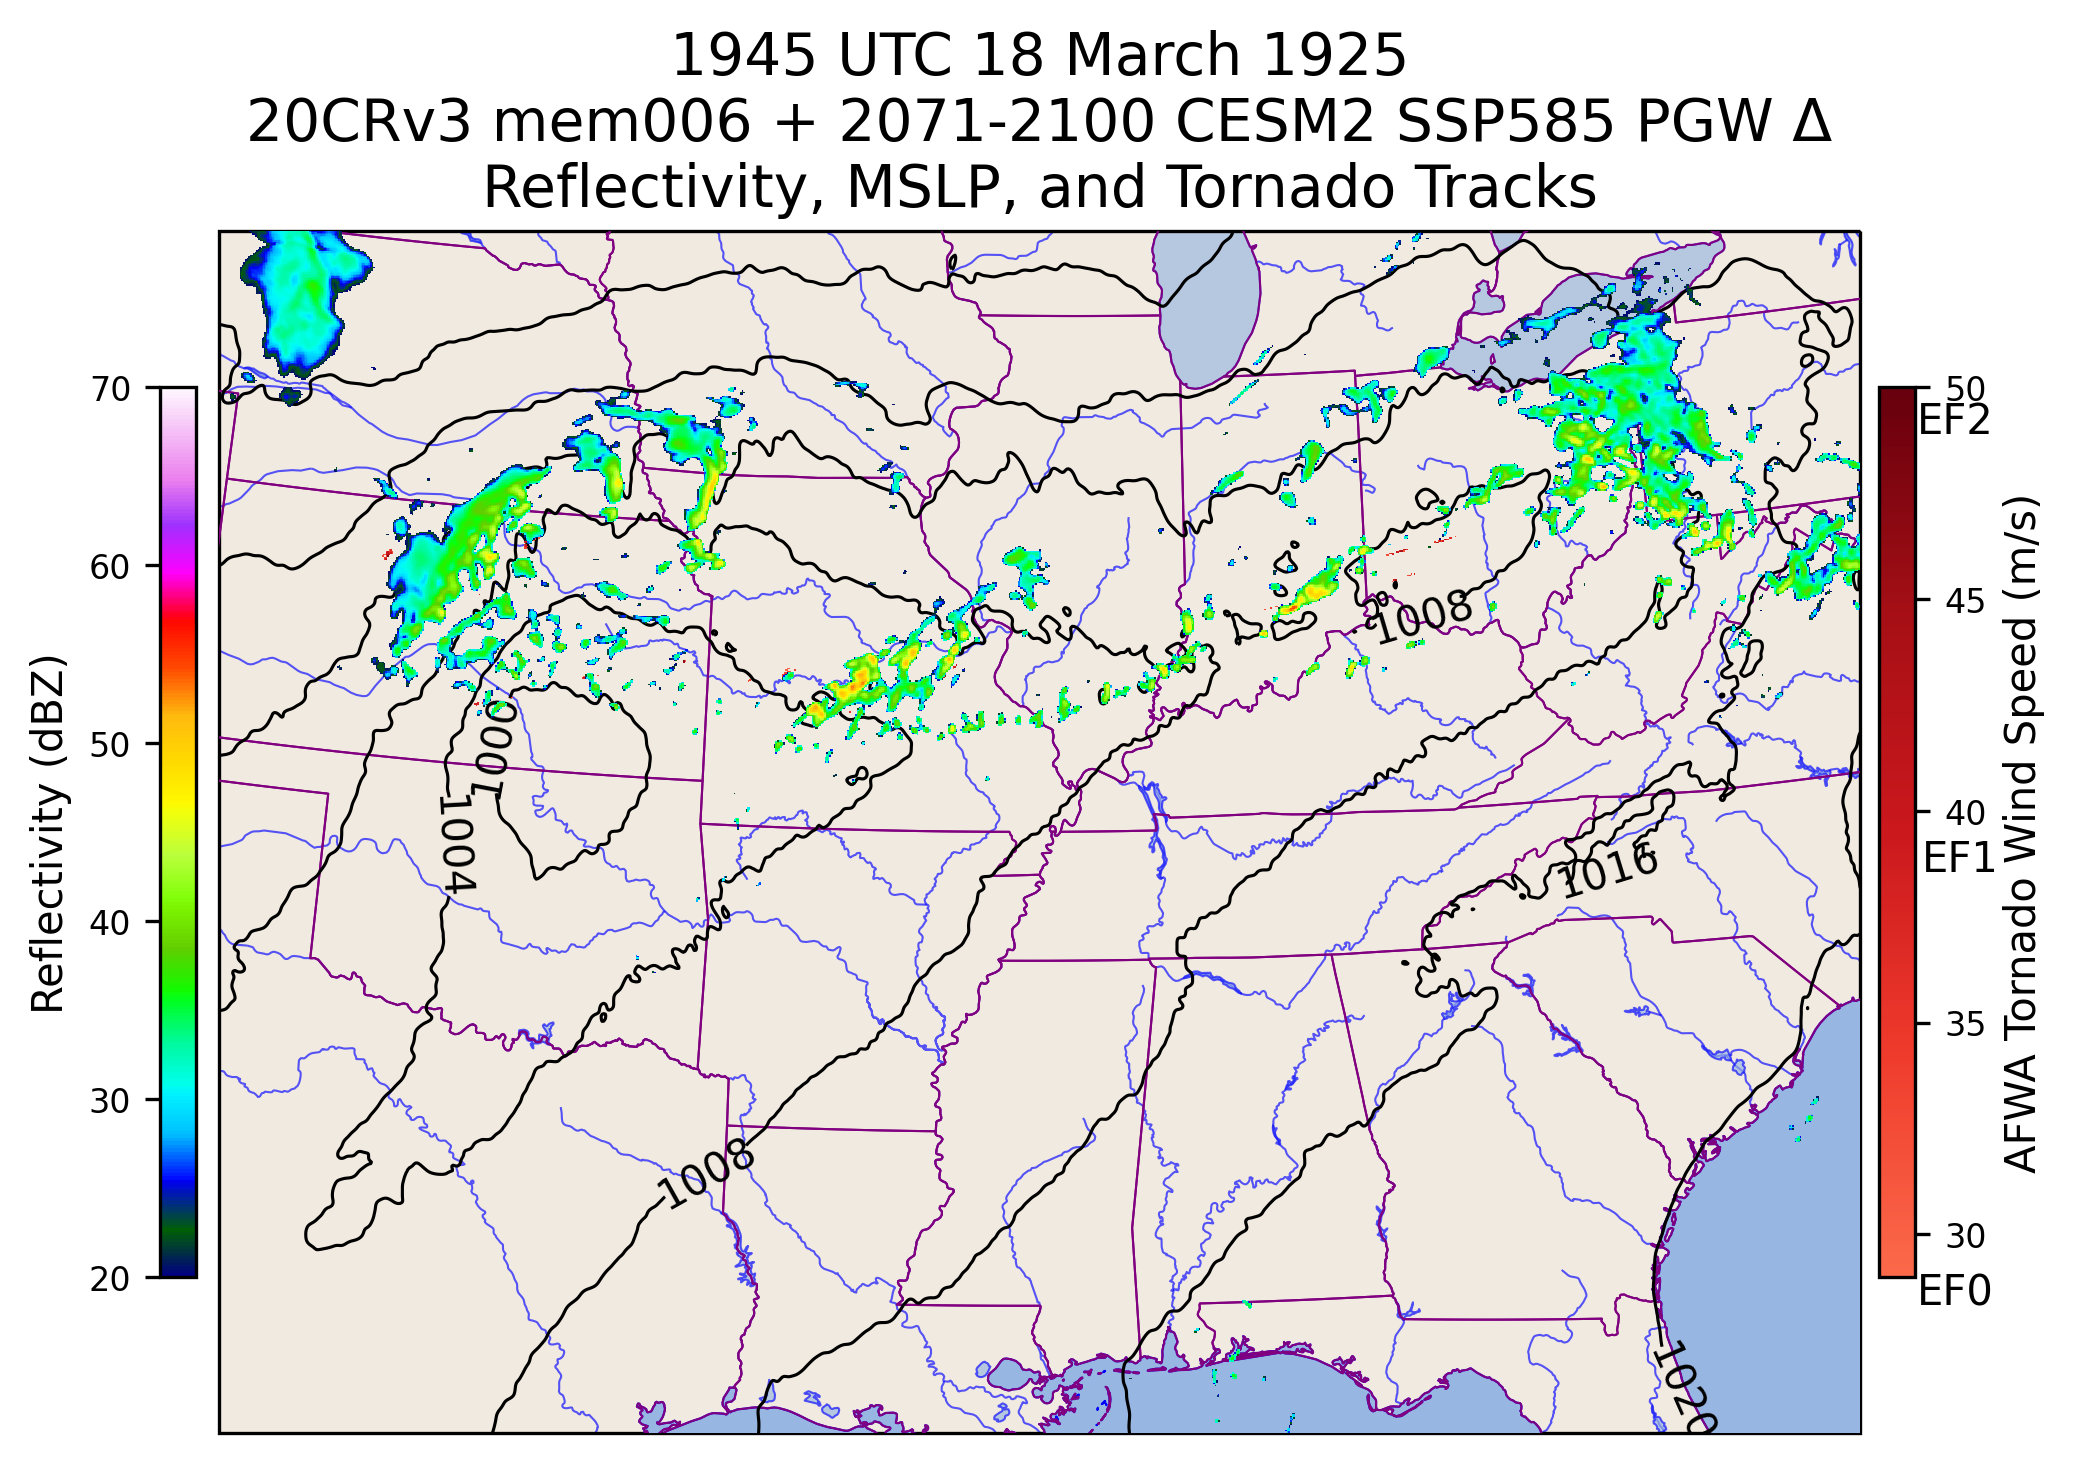 1945 UTC 18 March 1925
20CRv3 mem006 + 2071-2100 CESM2 SSP585 PGW Δ
Reflectivity, MSLP, and Tornado Tracks
Reflectivity (dBZ)
70
60
50
40
30
20
1008
1000
1004
1016
1008
1020
50
EF2
45
40
EF1
35
30
EF0
AFWA Tornado Wind Speed (m/s)